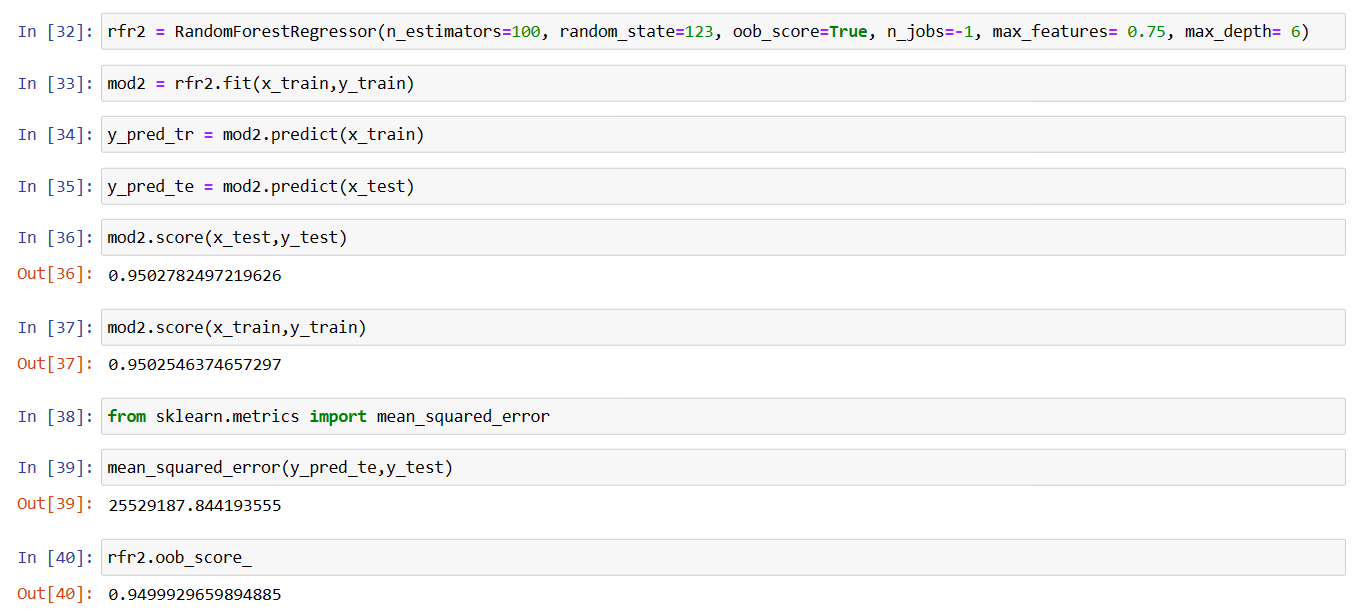 In [32]: rfr2 = RandomForestRegressor(n_estimators=100, random_state=123, oob_score=True, n_jobs=-1, max_features= 0.75, max_depth= 6)
In [33]: mod2 = rfr2.fit(x_train,y_train)
In [34]: y_pred_tr = mod2.predict(x_train)
In [35]: y_pred_te = mod2.predict(x_test)
In [36]: mod2.score(x_test,y_test)
Out[36]: 0.9502782497219626
In [37]: mod2.score(x_train,y_train)
Out[37]: 0.9502546374657297
In [38]: from sklearn.metrics import mean_squared_error
In [39]: mean_squared_error(y_pred_te,y_test)
Out[39]: 25529187.844193555
In [40]: rfr2.oob_score_
Out[40]: 0.9499929659894885